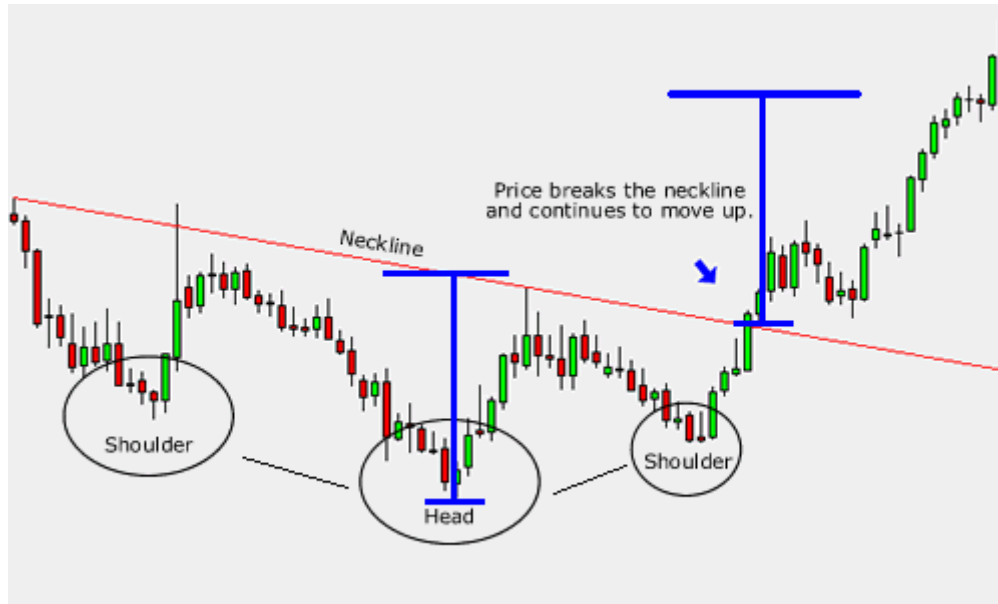 Price breaks the neckline
and continues to move up.
Neckline
Shoulder
Shoulder
Head